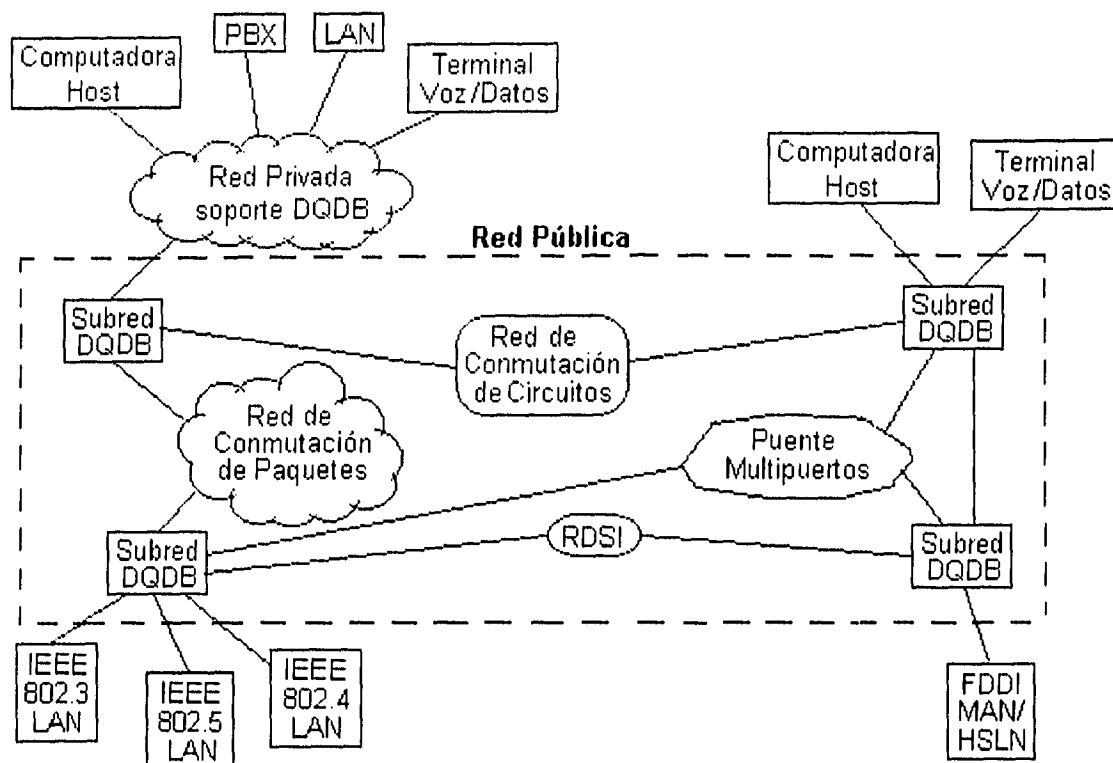 PBX
LAN
Computadora
Host
Terminal
Voz/Datos
Red Privada
soporte DQDB
Computadora
Host
Terminal
Voz/Datos
Red Pública
Subred
DQDB
Red de
Conmutación
de Circuitos
Subred
DQDB
Red de
Conmutación
de Paquetes
Puente
Multipuertos
Subred
DQDB
RDSI
Subred
DQDB
IEEE
802.3
LAN
IEEE
802.5
LAN
IEEE
802.4
LAN
FDDI
MAN/
HSLN